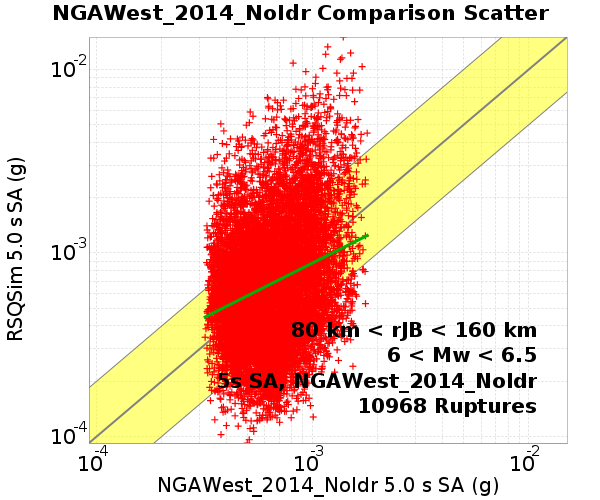 NGAWest_2014_NoIdr Comparison Scatter
RSQSim 5.0 s SA (g)
10-2
10-3
10-4
80 km < rJB < 160 km
6 < Mw < 6.5
5s SA, NGAWest_2014_NoIdr
10968 Ruptures
10-4
10-3
10-2
NGAWest_2014_NoIdr 5.0 s SA (g)